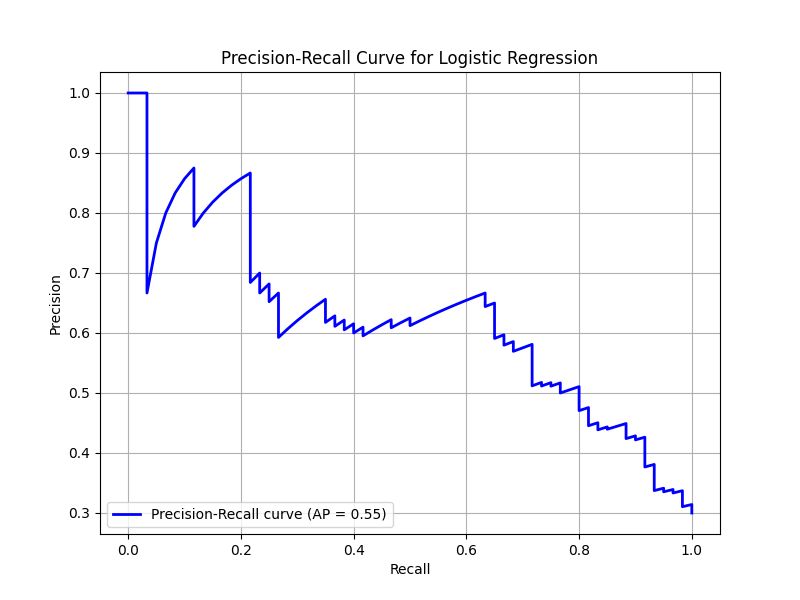 Precision-Recall Curve for Logistic Regression
1.0
0.9
0.8
0.7
0.6
0.5
0.4
0.3
Precision
Precision-Recall curve (AP = 0.55)
0.0 0.2 0.4 0.6 0.8 1.0
Recall